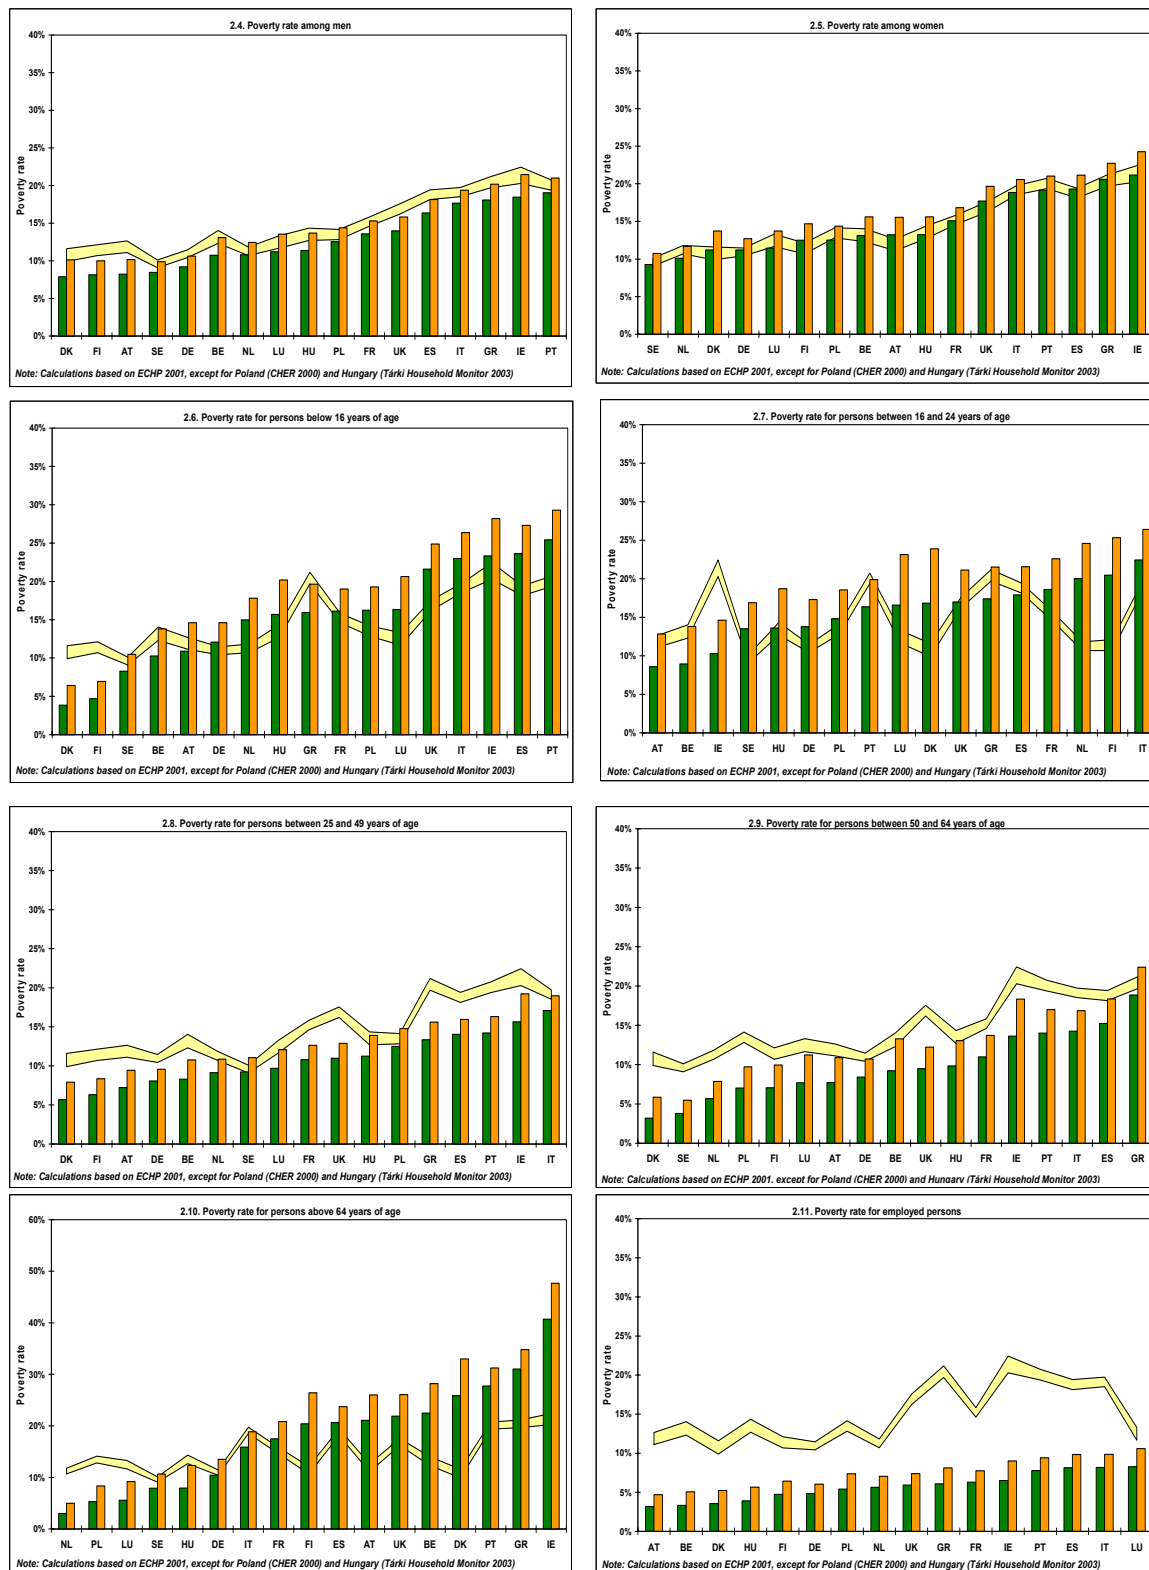 2.4. Poverty rate among men
40%
35%
30%
25%
20%
15%
10%
5%
0%
Poverty rate
DK FI AT SE DE BE NL LU HU PL FR UK ES IT GR IE PT
Note: Calculations based on ECHP 2001, except for Poland (CHER 2000) and Hungary (Tárki Household Monitor 2003)
2.5. Poverty rate among women
40%
35%
30%
25%
20%
15%
10%
5%
0%
Poverty rate
SE NL DK DE LU FI PL BE AT HU FR UK IT PT ES GR IE
Note: Calculations based on ECHP 2001, except for Poland (CHER 2000) and Hungary (Tárki Household Monitor 2003)
2.6. Poverty rate for persons below 16 years of age
40%
35%
30%
25%
20%
15%
10%
5%
0%
Poverty rate
DK FI SE BE AT DE NL HU GR FR PL LU UK IT IE ES PT
Note: Calculations based on ECHP 2001, except for Poland (CHER 2000) and Hungary (Tárki Household Monitor 2003)
2.7. Poverty rate for persons between 16 and 24 years of age
40%
35%
30%
25%
20%
15%
10%
5%
0%
Poverty rate
AT BE IE SE HU DE PL PT LU DK UK GR ES FR NL FI IT
Note: Calculations based on ECHP 2001, except for Poland (CHER 2000) and Hungary (Tárki Household Monitor 2003)
2.8. Poverty rate for persons between 25 and 49 years of age
40%
35%
30%
25%
20%
15%
10%
5%
0%
Poverty rate
DK FI AT DE BE NL SE LU FR UK HU PL GR ES PT IE IT
Note: Calculations based on ECHP 2001, except for Poland (CHER 2000) and Hungary (Tárki Household Monitor 2003)
2.9. Poverty rate for persons between 50 and 64 years of age
40%
35%
30%
25%
20%
15%
10%
5%
0%
Poverty rate
DK SE NL PL FI LU AT DE BE UK HU FR IE PT IT ES GR
Note: Calculations based on ECHP 2001, except for Poland (CHER 2000) and Hungary (Tárki Household Monitor 2003)
2.10. Poverty rate for persons above 64 years of age
60%
50%
40%
30%
20%
10%
0%
Poverty rate
NL PL LU SE HU DE IT FR FI ES AT UK BE DK PT GR IE
Note: Calculations based on ECHP 2001, except for Poland (CHER 2000) and Hungary (Tárki Household Monitor 2003)
2.11. Poverty rate for employed persons
40%
35%
30%
25%
20%
15%
10%
5%
0%
Poverty rate
AT BE DK HU FI DE PL NL UK GR FR IE PT ES IT LU
Note: Calculations based on ECHP 2001, except for Poland (CHER 2000) and Hungary (Tárki Household Monitor 2003)